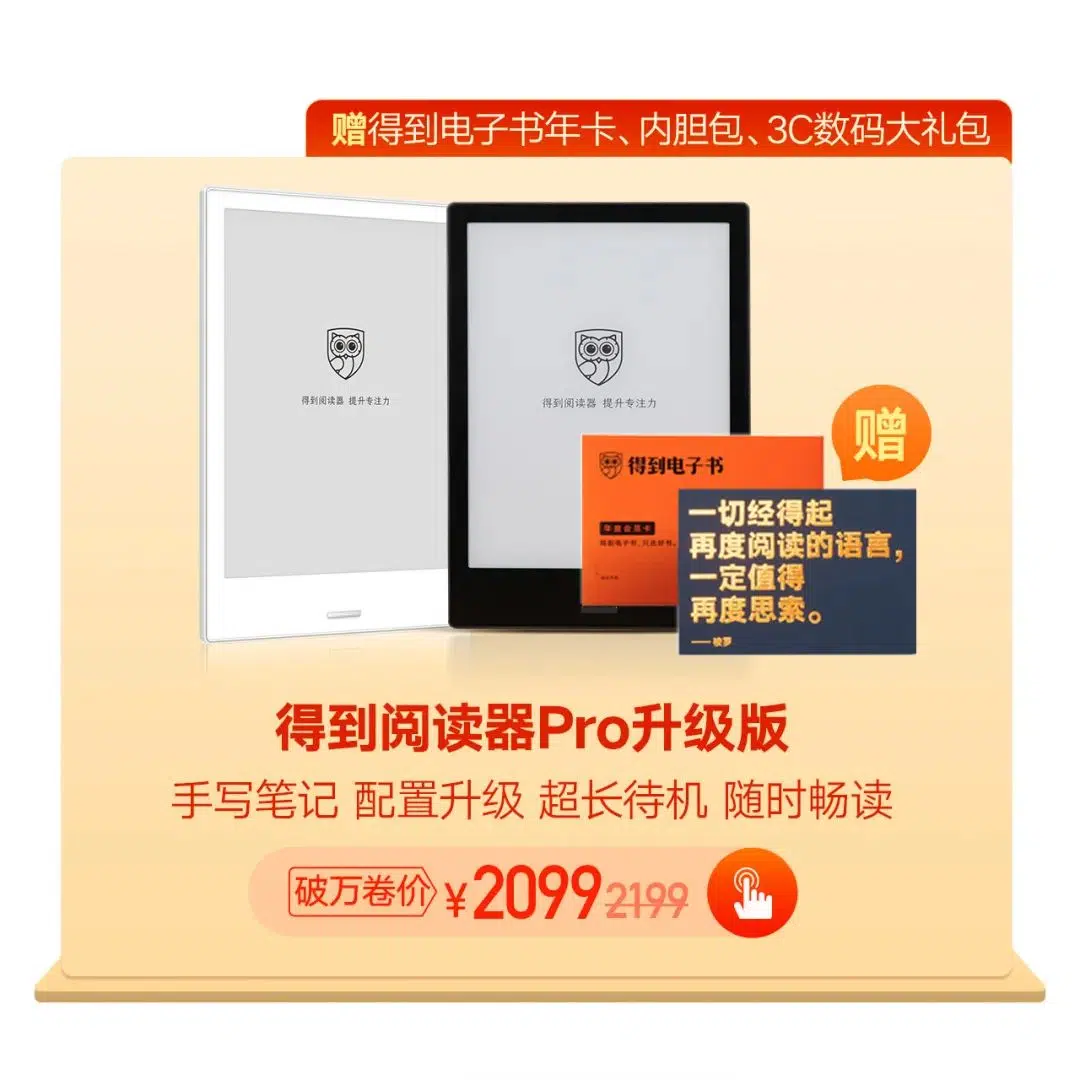 赠得到电子书年卡、内胆包、3C数码大礼包
得到阅读器 提升专注力
得到阅读器 提升专注力
赠
得到电子书
年度会员卡
一切经得起
再度阅读的语言，
一定值得
再度思索。
——梭罗
得到阅读器Pro升级版
手写笔记 配置升级 超长待机 随时畅读
破万卷价 ¥2099 2199